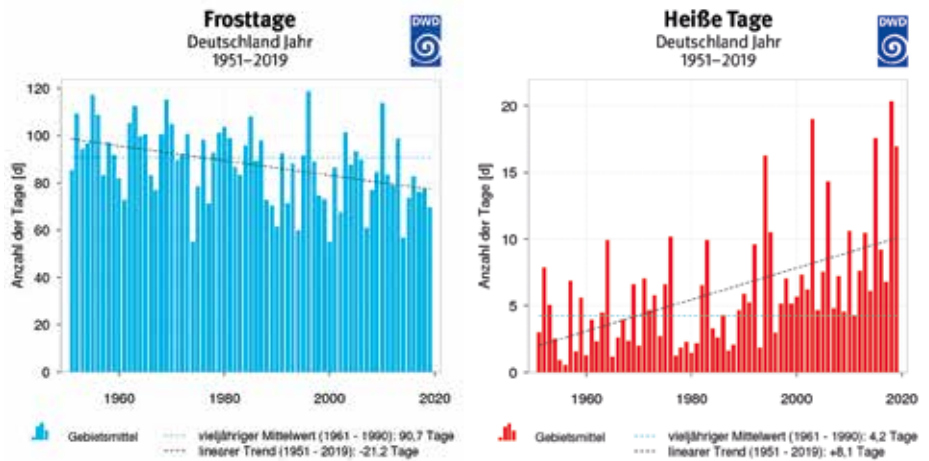 Frosttage
Deutschland Jahr
1951–2019
DWD
Anzahl der Tage [d]
120
100
80
60
40
20
0
1960
1980
2000
2020
Gebietsmittel
vieljähriger Mittelwert (1961 - 1990): 90,7 Tage
linearer Trend (1951 - 2019): -21,2 Tage
Heiße Tage
Deutschland Jahr
1951–2019
DWD
Anzahl der Tage [d]
20
15
10
5
0
1960
1980
2000
2020
Gebietsmittel
vieljähriger Mittelwert (1961 - 1990): 4,2 Tage
linearer Trend (1951 - 2019): +8,1 Tage